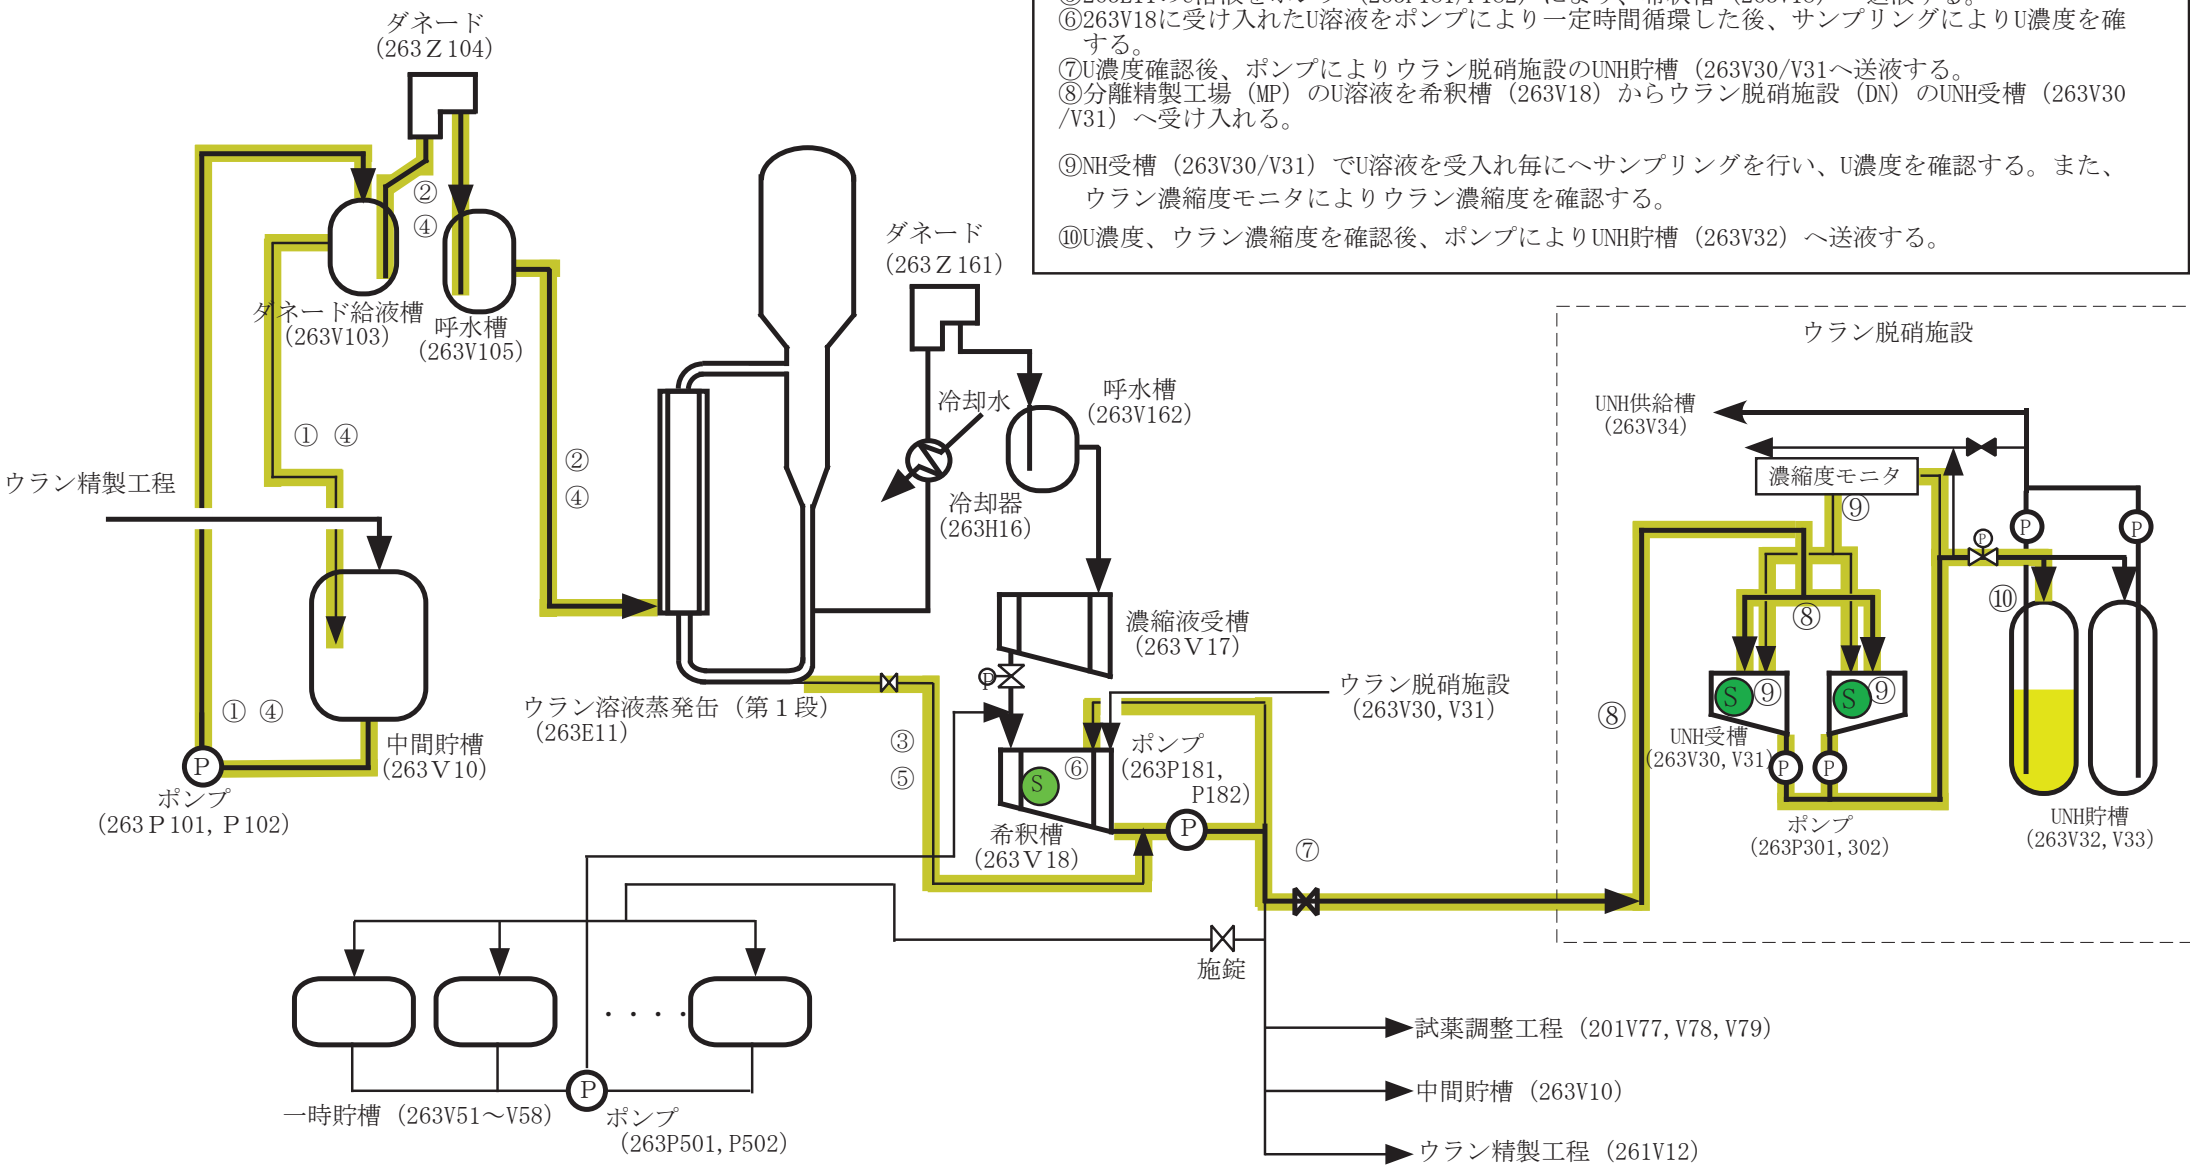 ⑥263V18に受け入れたU溶液をポンプにより一定時間循環した後、サンプリングによりU濃度を確
する。
⑦U濃度確認後、ポンプによりウラン脱硝施設のUNH貯槽（263V30/V31へ送液する。
⑧分離精製工場（MP）のU溶液を希釈槽（263V18）からウラン脱硝施設（DN）のUNH受槽（263V30
/V31）へ受け入れる。
⑨NH受槽（263V30/V31）でU溶液を受入れ毎にへサンプリングを行い、U濃度を確認する。また、
ウラン濃縮度モニタによりウラン濃縮度を確認する。
⑩U濃度、ウラン濃縮度を確認後、ポンプによりUNH貯槽（263V32）へ送液する。
ダネード
(263Ｚ104)
②
④
ダネード給液槽
(263V103)
呼水槽
(263V105)
① ④
ウラン精製工程
② 
④
① ④
中間貯槽
(263Ｖ10)
P
ポンプ
(263Ｐ101,Ｐ102)
ダネード
(263Ｚ161)
冷却水
呼水槽
(263V162)
冷却器
(263H16)
濃縮液受槽
(263Ｖ17)
P
ウラン溶液蒸発缶（第１段）
(263E11)
③
⑤
ウラン脱硝施設
(263V30,V31)
ポンプ
(263P181,
P182)
S
⑥
P
希釈槽
(263Ｖ18)
⑦
施錠
一時貯槽（263V51～V58）
P
ポンプ
(263P501,P502)
試薬調整工程（201V77,V78,V79）
中間貯槽（263V10）
ウラン精製工程（261V12）
ウラン脱硝施設
UNH供給槽
(263V34)
濃縮度モニタ
⑨
P
P
P
⑩
⑧
⑧
S
⑨
S
⑨
UNH受槽
(263V30,V31)
P
P
ポンプ
(263P301,302)
UNH貯槽
(263V32,V33)